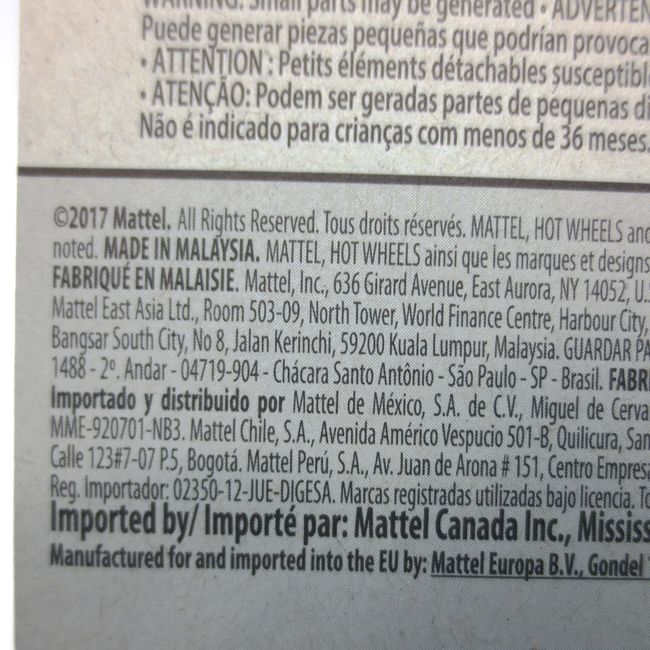 WARNING: Small parts may be generated • ADVERTEN
Puede generar piezas pequeñas que podrían provoca
• ATTENTION : Petits éléments détachables susceptibl
• ATENÇÃO: Podem ser geradas partes de pequenas di
Não é indicado para crianças com menos de 36 meses.
©2017 Mattel. All Rights Reserved. Tous droits réservés. MATTEL, HOT WHEELS and
noted. MADE IN MALAYSIA. MATTEL, HOT WHEELS ainsi que les marques et designs
FABRIQUÉ EN MALAISIE. Mattel, Inc., 636 Girard Avenue, East Aurora, NY 14052, U.
Mattel East Asia Ltd., Room 503-09, North Tower, World Finance Centre, Harbour City,
Bangsar South City, No 8, Jalan Kerinchi, 59200 Kuala Lumpur, Malaysia. GUARDAR PA
1488 - 2º. Andar - 04719-904 - Chácara Santo Antônio - São Paulo - SP - Brasil. FABR
Importado y distribuido por Mattel de México, S.A. de C.V., Miguel de Cerva
MME-920701-NB3. Mattel Chile, S.A., Avenida Américo Vespucio 501-B, Quilicura, San
Calle 123#7-07 P.5, Bogotá. Mattel Perú, S.A., Av. Juan de Arona # 151, Centro Empresa
Reg. Importador: 02350-12-JUE-DIGESA. Marcas registradas utilizadas bajo licencia. To
Imported by/ Importé par: Mattel Canada Inc., Mississ
Manufactured for and imported into the EU by: Mattel Europa B.V., Gondel